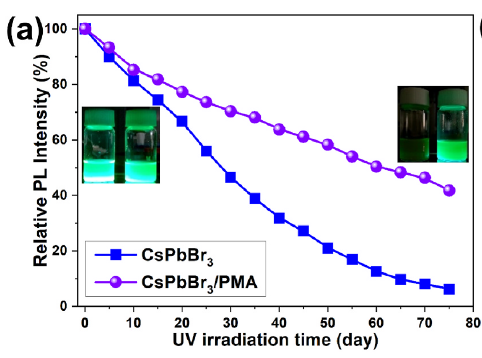 (a)
Relative PL Intensity (%)
100
80
60
40
20
0
CsPbBr₃
CsPbBr₃/PMA
0 10 20 30 40 50 60 70 80
UV irradiation time (day)